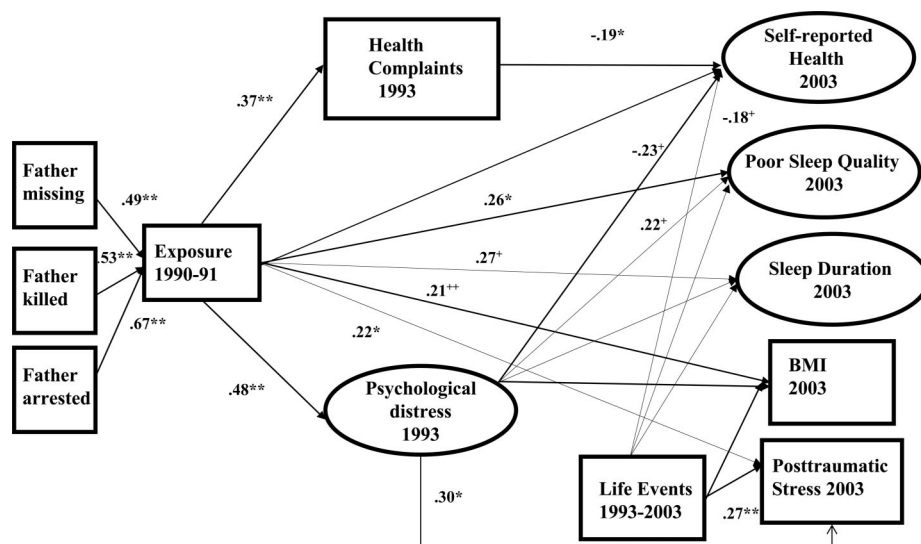 Health
Complaints
1993
-.19*
Self-reported
Health
2003
.37**
-.18⁺
-.23⁺
Father
missing
.49**
Poor Sleep Quality
2003
.26*
.22⁺
Exposure
1990-91
.53**
Father
killed
.27⁺
Sleep Duration
2003
.21⁺⁺
.67**
.22*
Father
arrested
.48**
Psychological
distress
1993
BMI
2003
Life Events
1993-2003
Posttraumatic
Stress 2003
.30*
.27**